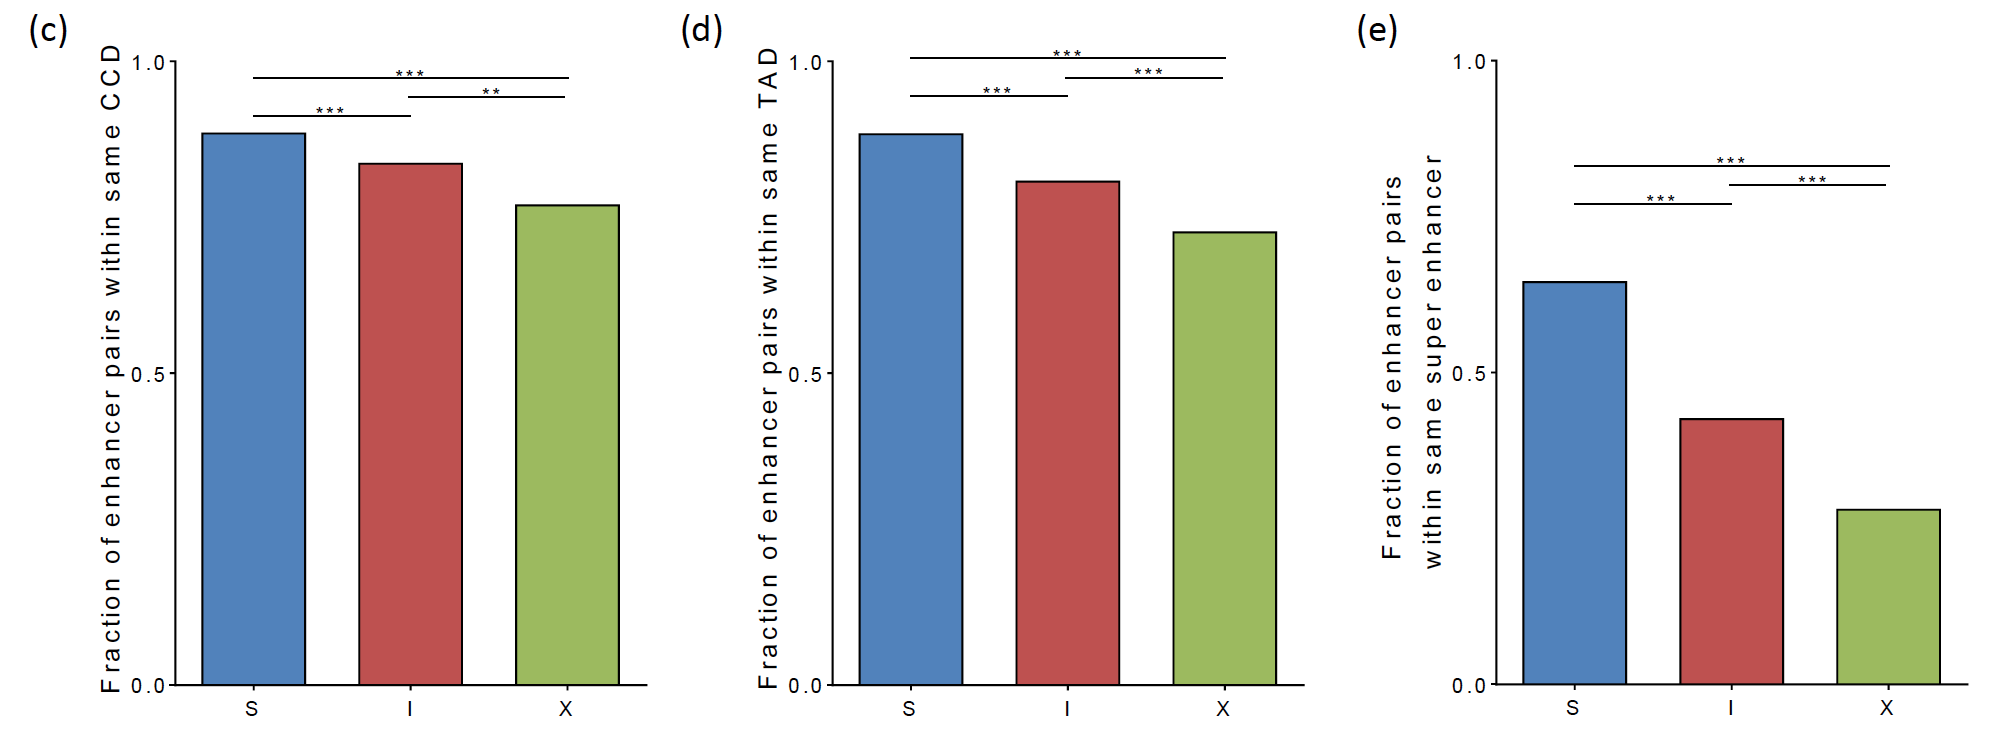 (c)
Fraction of enhancer pairs within same CCD
1.0
0.5
0.0
***
**
***
S I X
(d)
Fraction of enhancer pairs within same TAD
1.0
0.5
0.0
***
***
***
S I X
(e)
Fraction of enhancer pairs
within same super enhancer
1.0
0.5
0.0
***
***
***
S I X